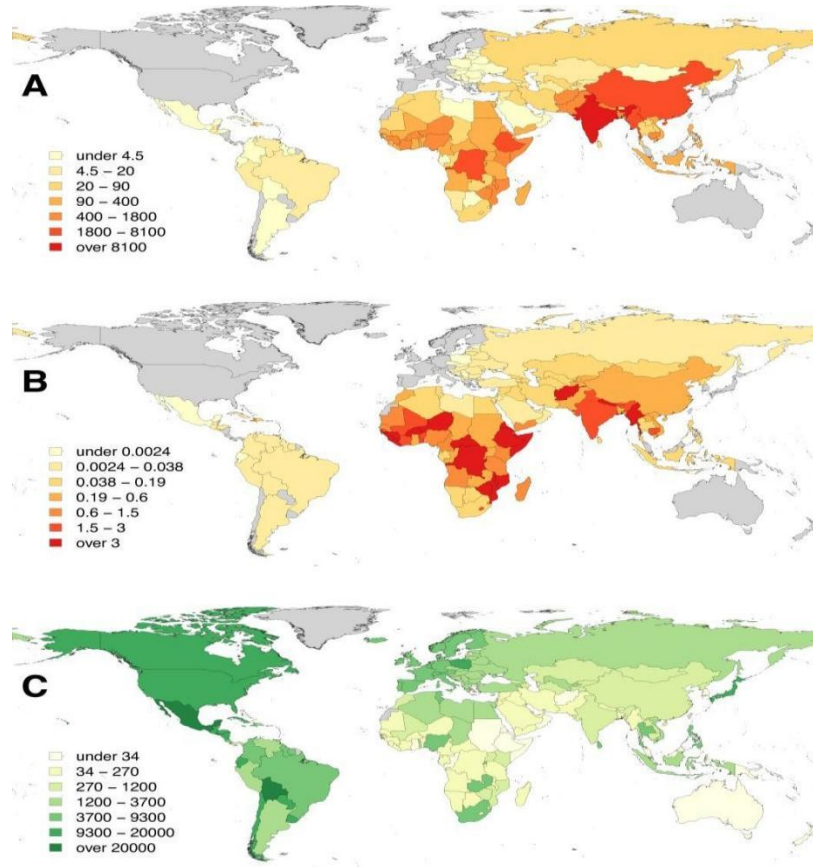 A
under 4.5
4.5 – 20
20 – 90
90 – 400
400 – 1800
1800 – 8100
over 8100
B
under 0.0024
0.0024 – 0.038
0.038 – 0.19
0.19 – 0.6
0.6 – 1.5
1.5 – 3
over 3
C
under 34
34 – 270
270 – 1200
1200 – 3700
3700 – 9300
9300 – 20000
over 20000